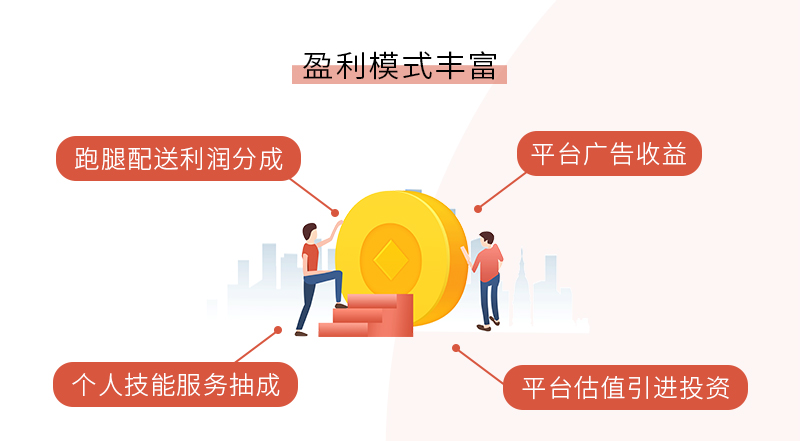 盈利模式丰富
跑腿配送利润分成
平台广告收益
个人技能服务抽成
平台估值引进投资